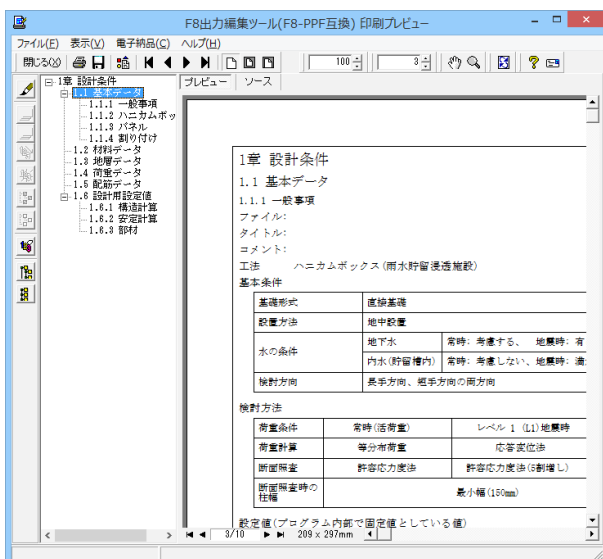 F8出力編集ツール(F8-PPF互換) 印刷プレビュー
ファイル(F) 表示(V) 電子納品(C) ヘルプ(H)
閉じる(X) 100 3
プレビュー ソース
1章 設計条件
1.1 基本データ
1.1.1 一般事項
1.1.2 ハニカムボッ
1.1.3 パネル
1.1.4 割り付け
1.2 材料データ
1.3 地層データ
1.4 荷重データ
1.5 配筋データ
1.6 設計用設定値
1.6.1 構造計算
1.6.2 安定計算
1.6.3 部材
1章 設計条件
1.1 基本データ
1.1.1 一般事項
ファイル:
タイトル:
コメント:
工法 ハニカムボックス(雨水貯留浸透施設)
基本条件
基礎形式 直接基礎
設置方法 地中設置
水の条件 地下水 常時: 考慮する、 地震時: 有
内水(貯留槽内) 常時: 考慮しない、地震時: 満
検討方向 長手方向、短手方向の両方向
検討方法
荷重条件 常時(活荷重) レベル 1 (L1)地震時
荷重計算 等分布荷重 応答変位法
断面照査 許容応力度法 許容応力度法(5割増し)
断面照査時の柱幅 最小幅(150mm)
設定値(プログラム内部で固定値としている値)
3/10 209 x 297mm